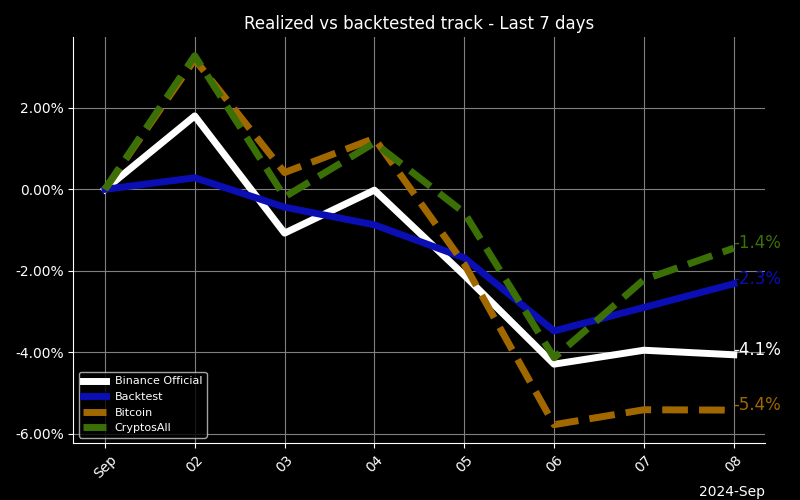 Realized vs backtested track - Last 7 days
2.00%
0.00%
-2.00%
-4.00%
-6.00%
-1.4%
-2.3%
-4.1%
-5.4%
Binance Official
Backtest
Bitcoin
CryptosAll
Sep
02
03
04
05
06
07
08
2024-Sep